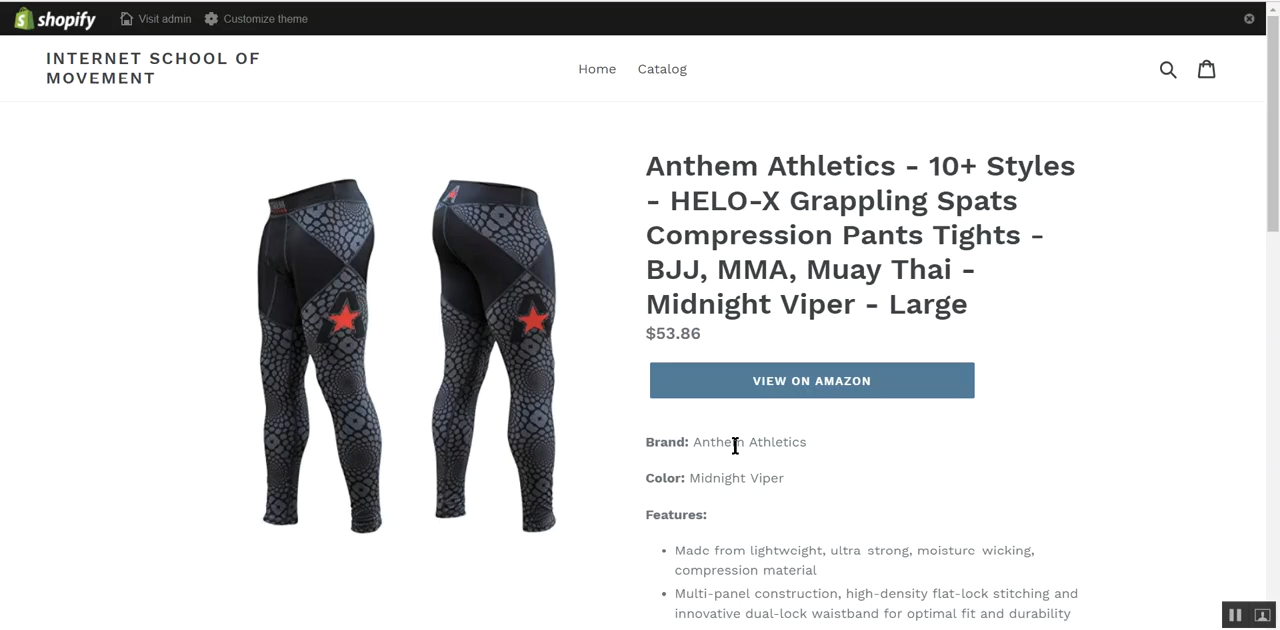 shopify Visit admin Customize theme
INTERNET SCHOOL OF
MOVEMENT
Home Catalog
Anthem Athletics - 10+ Styles
- HELO-X Grappling Spats
Compression Pants Tights -
BJJ, MMA, Muay Thai -
Midnight Viper - Large
$53.86
VIEW ON AMAZON
Brand: Anthem Athletics
Color: Midnight Viper
Features:
• Made from lightweight, ultra strong, moisture wicking,
compression material
• Multi-panel construction, high-density flat-lock stitching and
innovative dual-lock waistband for optimal fit and durability